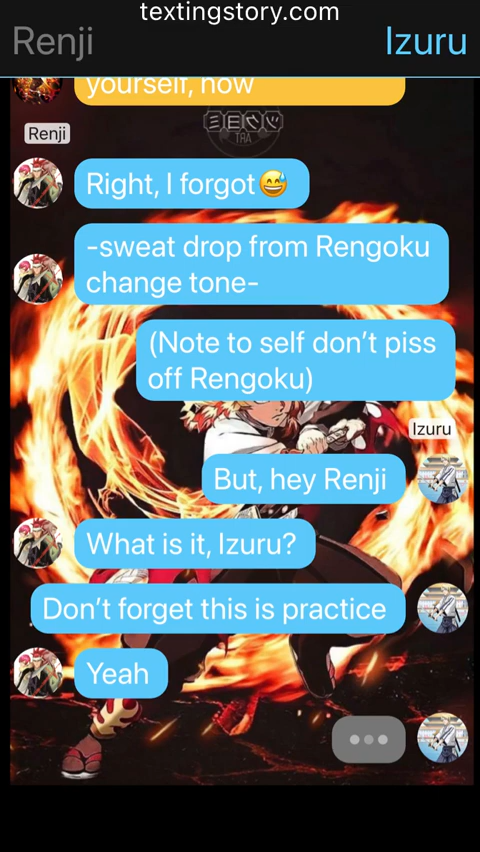 textingstory.com
Renji
Izuru
yourself, now
Renji
Right, I forgot😅
-sweat drop from Rengoku
change tone-
(Note to self don’t piss
off Rengoku)
Izuru
But, hey Renji
What is it, Izuru?
Don’t forget this is practice
Yeah